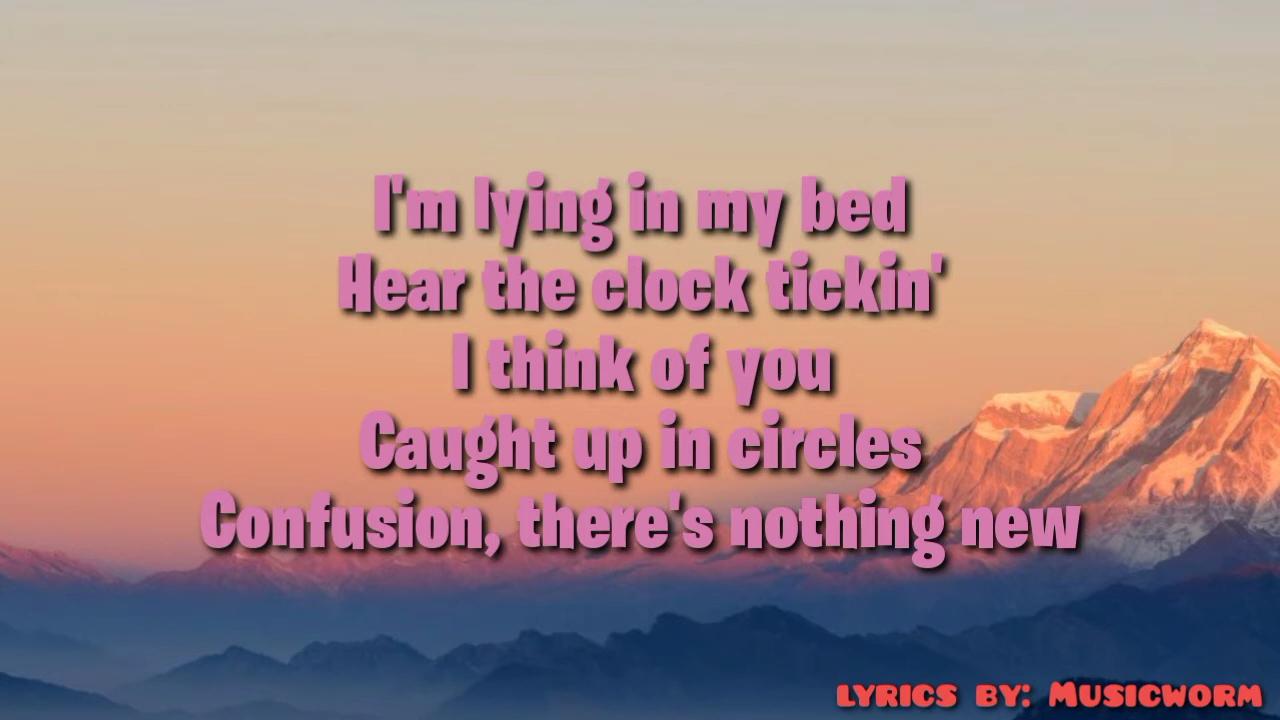 I'm lying in my bed
Hear the clock tickin'
I think of you
Caught up in circles
Confusion, there's nothing new
LYRICS BY: MUSICWORM